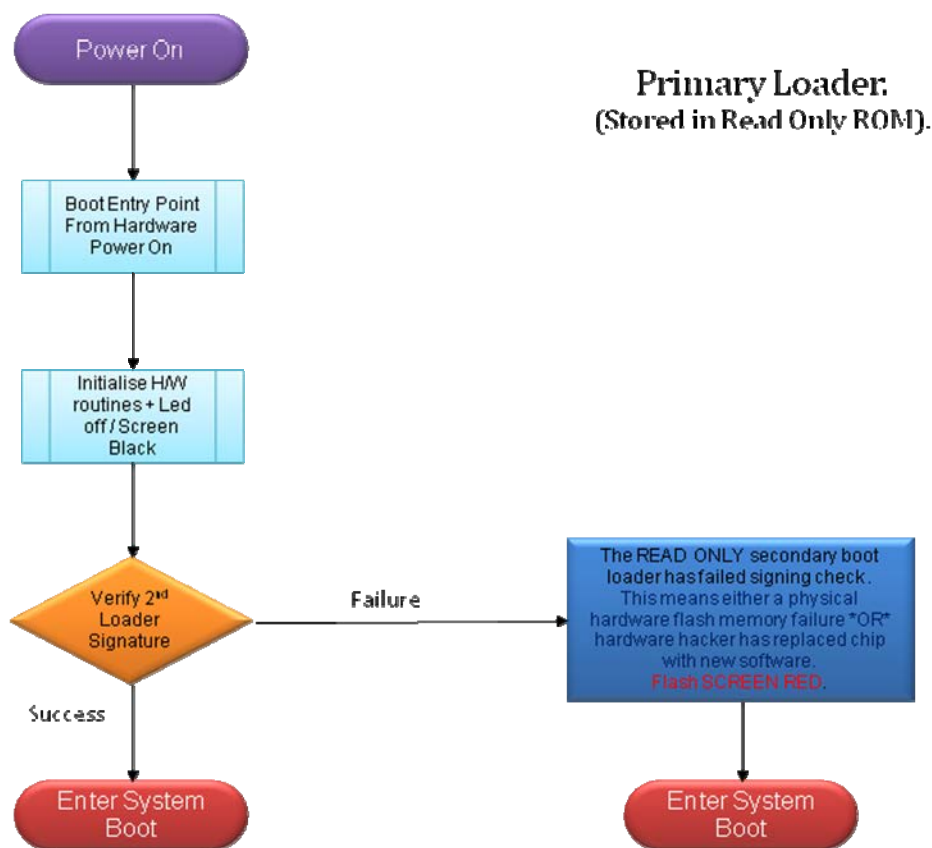 Power On
Primary Loader.
(Stored in Read Only ROM).
Boot Entry Point
From Hardware
Power On
Initialise H/W
routines + Led
off / Screen
Black
Verify 2nd
Loader
Signature
Failure
The READ ONLY secondary boot
loader has failed signing check.
This means either a physical
hardware flash memory failure *OR*
hardware hacker has replaced chip
with new software.
Flash SCREEN RED.
Success
Enter System
Boot
Enter System
Boot